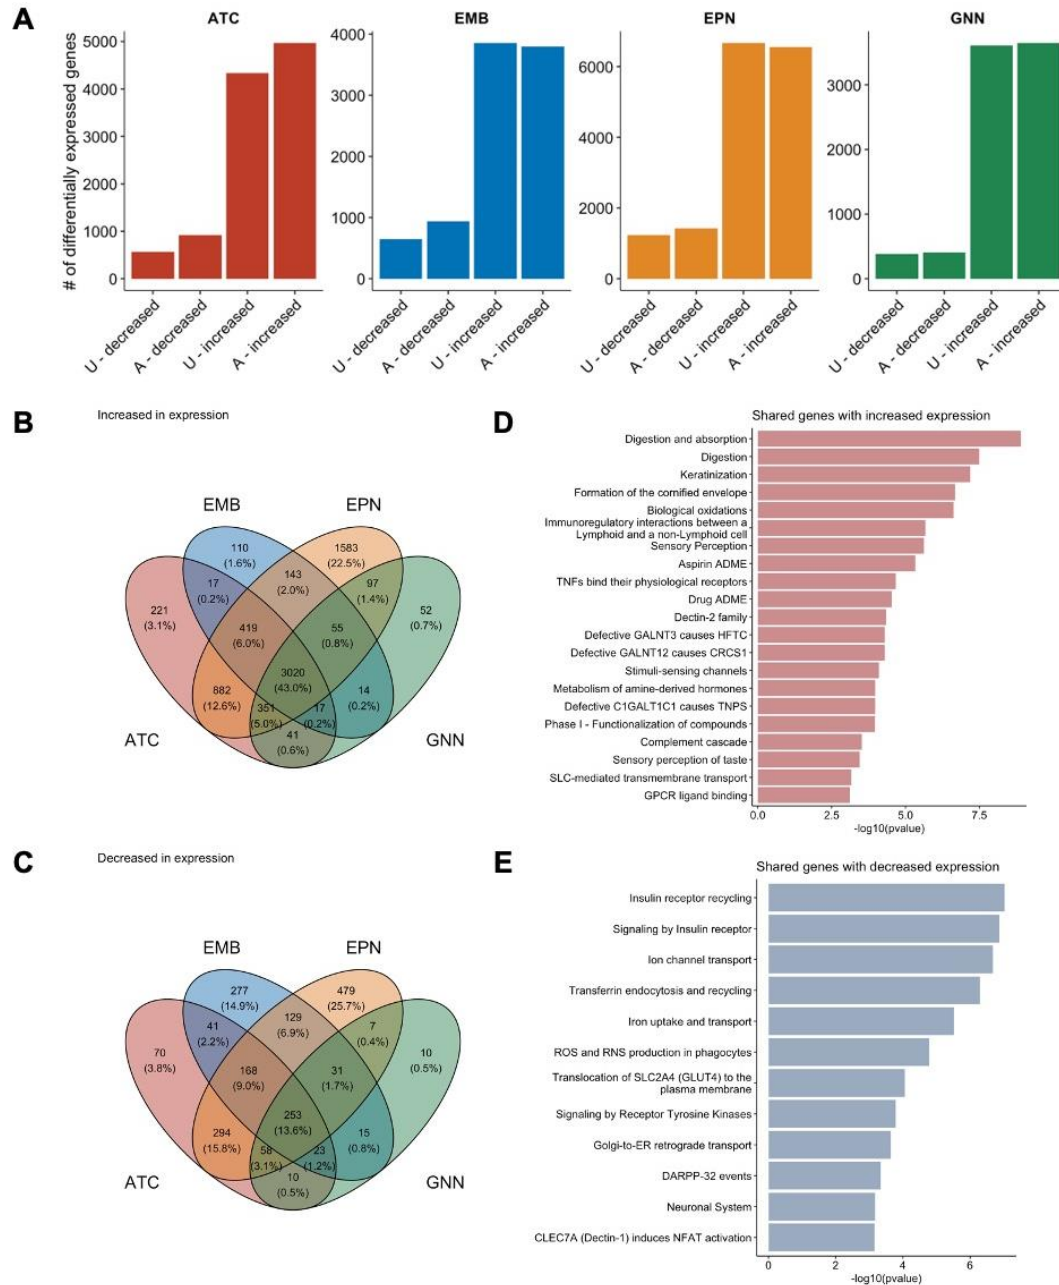 A
ATC
EMB
EPN
GNN
# of differentially expressed genes
5000
4000
3000
2000
1000
0
4000
3000
2000
1000
0
6000
4000
2000
0
3000
2000
1000
0
U - decreased
A - decreased
U - increased
A - increased
U - decreased
A - decreased
U - increased
A - increased
U - decreased
A - decreased
U - increased
A - increased
U - decreased
A - decreased
U - increased
A - increased
B
Increased in expression
EMB
EPN
ATC
GNN
110
(1.6%)
1583
(22.5%)
17
(0.2%)
143
(2.0%)
97
(1.4%)
221
(3.1%)
52
(0.7%)
419
(6.0%)
55
(0.8%)
3020
(43.0%)
882
(12.6%)
351
(5.0%)
17
(0.2%)
14
(0.2%)
41
(0.6%)
C
Decreased in expression
EMB
EPN
ATC
GNN
277
(14.9%)
479
(25.7%)
41
(2.2%)
129
(6.9%)
7
(0.4%)
70
(3.8%)
10
(0.5%)
168
(9.0%)
31
(1.7%)
253
(13.6%)
294
(15.8%)
58
(3.1%)
23
(1.2%)
15
(0.8%)
10
(0.5%)
D
Shared genes with increased expression
Digestion and absorption
Digestion
Keratinization
Formation of the cornified envelope
Biological oxidations
Immunoregulatory interactions between a
Lymphoid and a non-Lymphoid cell
Sensory Perception
Aspirin ADME
TNFs bind their physiological receptors
Drug ADME
Dectin-2 family
Defective GALNT3 causes HFTC
Defective GALNT12 causes CRCS1
Stimuli-sensing channels
Metabolism of amine-derived hormones
Defective C1GALT1C1 causes TNPS
Phase I - Functionalization of compounds
Complement cascade
Sensory perception of taste
SLC-mediated transmembrane transport
GPCR ligand binding
0.0
2.5
5.0
7.5
-log10(pvalue)
E
Shared genes with decreased expression
Insulin receptor recycling
Signaling by Insulin receptor
Ion channel transport
Transferrin endocytosis and recycling
Iron uptake and transport
ROS and RNS production in phagocytes
Translocation of SLC2A4 (GLUT4) to the
plasma membrane
Signaling by Receptor Tyrosine Kinases
Golgi-to-ER retrograde transport
DARPP-32 events
Neuronal System
CLEC7A (Dectin-1) induces NFAT activation
0
2
4
6
-log10(pvalue)